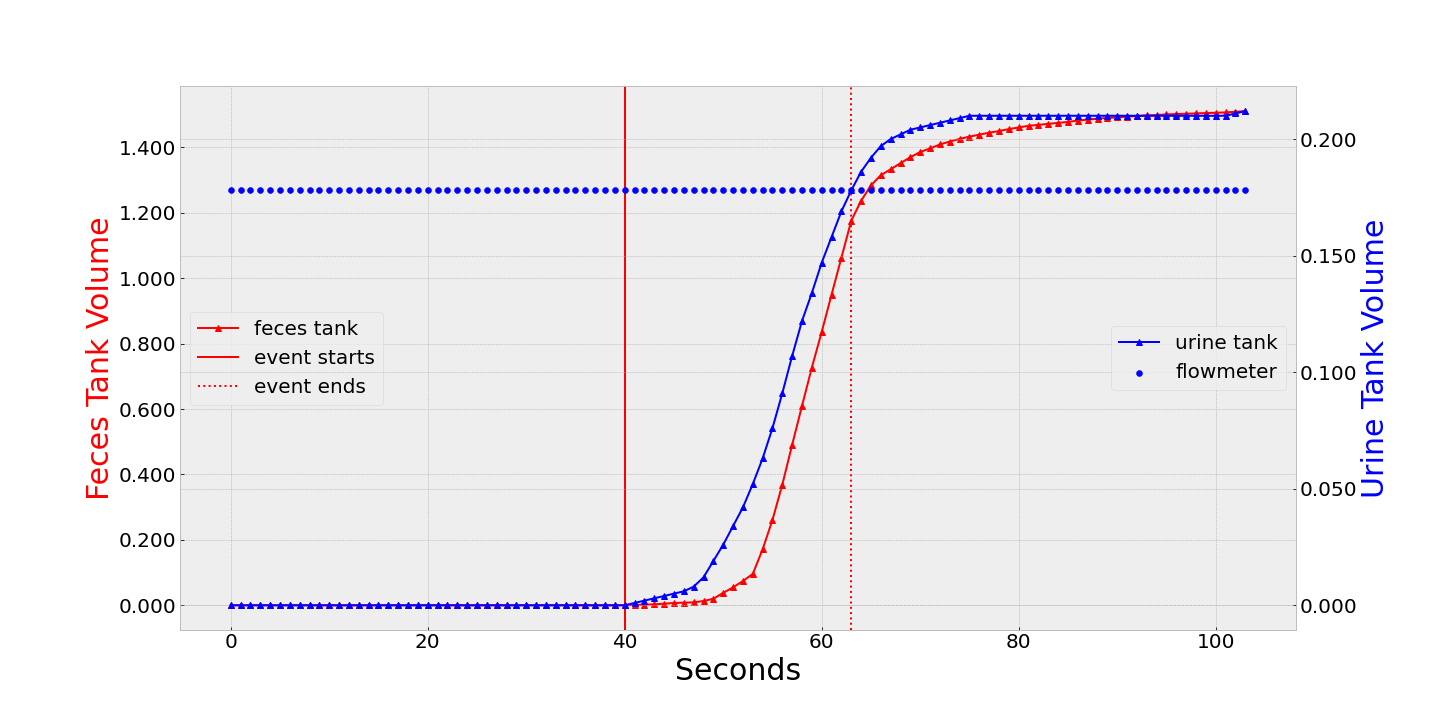 Feces Tank Volume
1.400
1.200
1.000
0.800
0.600
0.400
0.200
0.000
feces tank
event starts
event ends
urine tank
flowmeter
0.200
0.150
0.100
0.050
0.000
Urine Tank Volume
0 20 40 60 80 100
Seconds